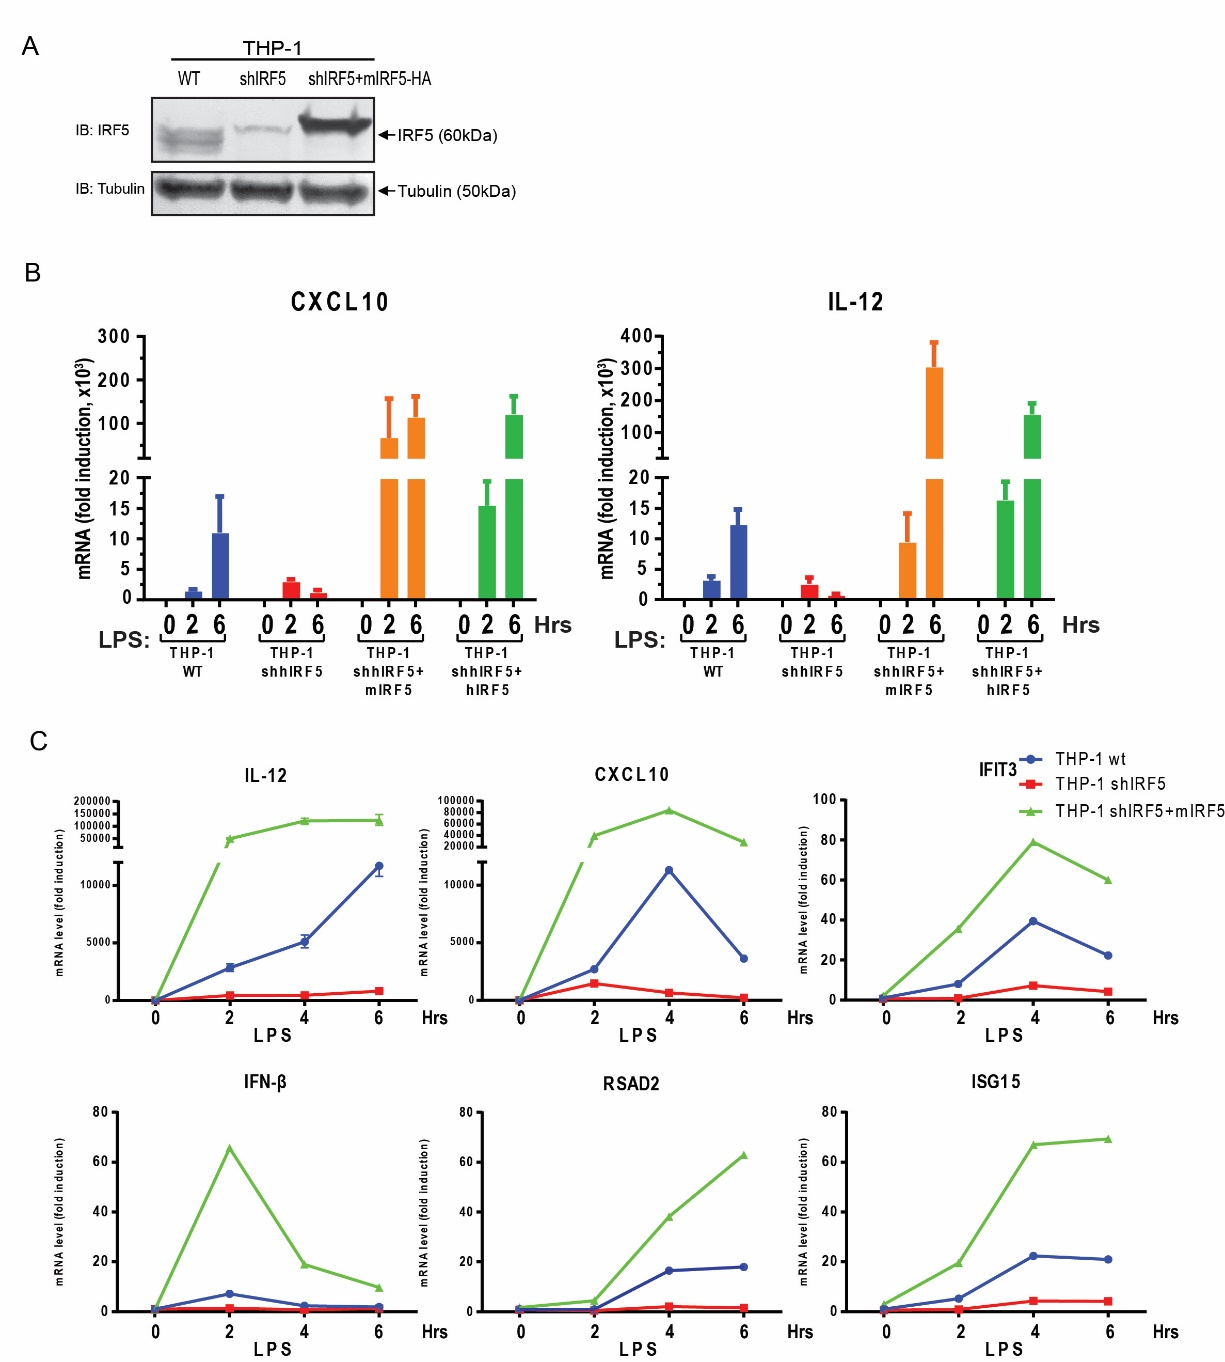 A
THP-1
WT shIRF5 shIRF5+mIRF5-HA
IB: IRF5
IRF5 (60kDa)
IB: Tubulin
Tubulin (50kDa)
B
CXCL10
mRNA (fold induction, x10³)
300
200
100
20
15
10
5
0
0 2 6 0 2 6 0 2 6 0 2 6 Hrs
LPS:
THP-1 THP-1 THP-1 THP-1
WT shhIRF5 shhIRF5+ shhIRF5+
mIRF5 hIRF5
IL-12
mRNA (fold induction, x10³)
400
300
200
100
20
15
10
5
0
0 2 6 0 2 6 0 2 6 0 2 6 Hrs
LPS:
THP-1 THP-1 THP-1 THP-1
WT shhIRF5 shhIRF5+ shhIRF5+
mIRF5 hIRF5
C
IL-12
mRNA level (fold induction)
200000
150000
100000
50000
10000
5000
0
0 2 4 6 Hrs
LPS
CXCL10
mRNA level (fold induction)
100000
80000
60000
40000
20000
10000
5000
0
0 2 4 6 Hrs
LPS
IFIT3
THP-1 wt
THP-1 shIRF5
THP-1 shIRF5+mIRF5
mRNA level (fold induction)
100
80
60
40
20
0
0 2 4 6 Hrs
LPS
IFN-β
mRNA level (fold induction)
80
60
40
20
0
0 2 4 6 Hrs
LPS
RSAD2
mRNA level (fold induction)
80
60
40
20
0
0 2 4 6 Hrs
LPS
ISG15
mRNA level (fold induction)
80
60
40
20
0
0 2 4 6 Hrs
LPS